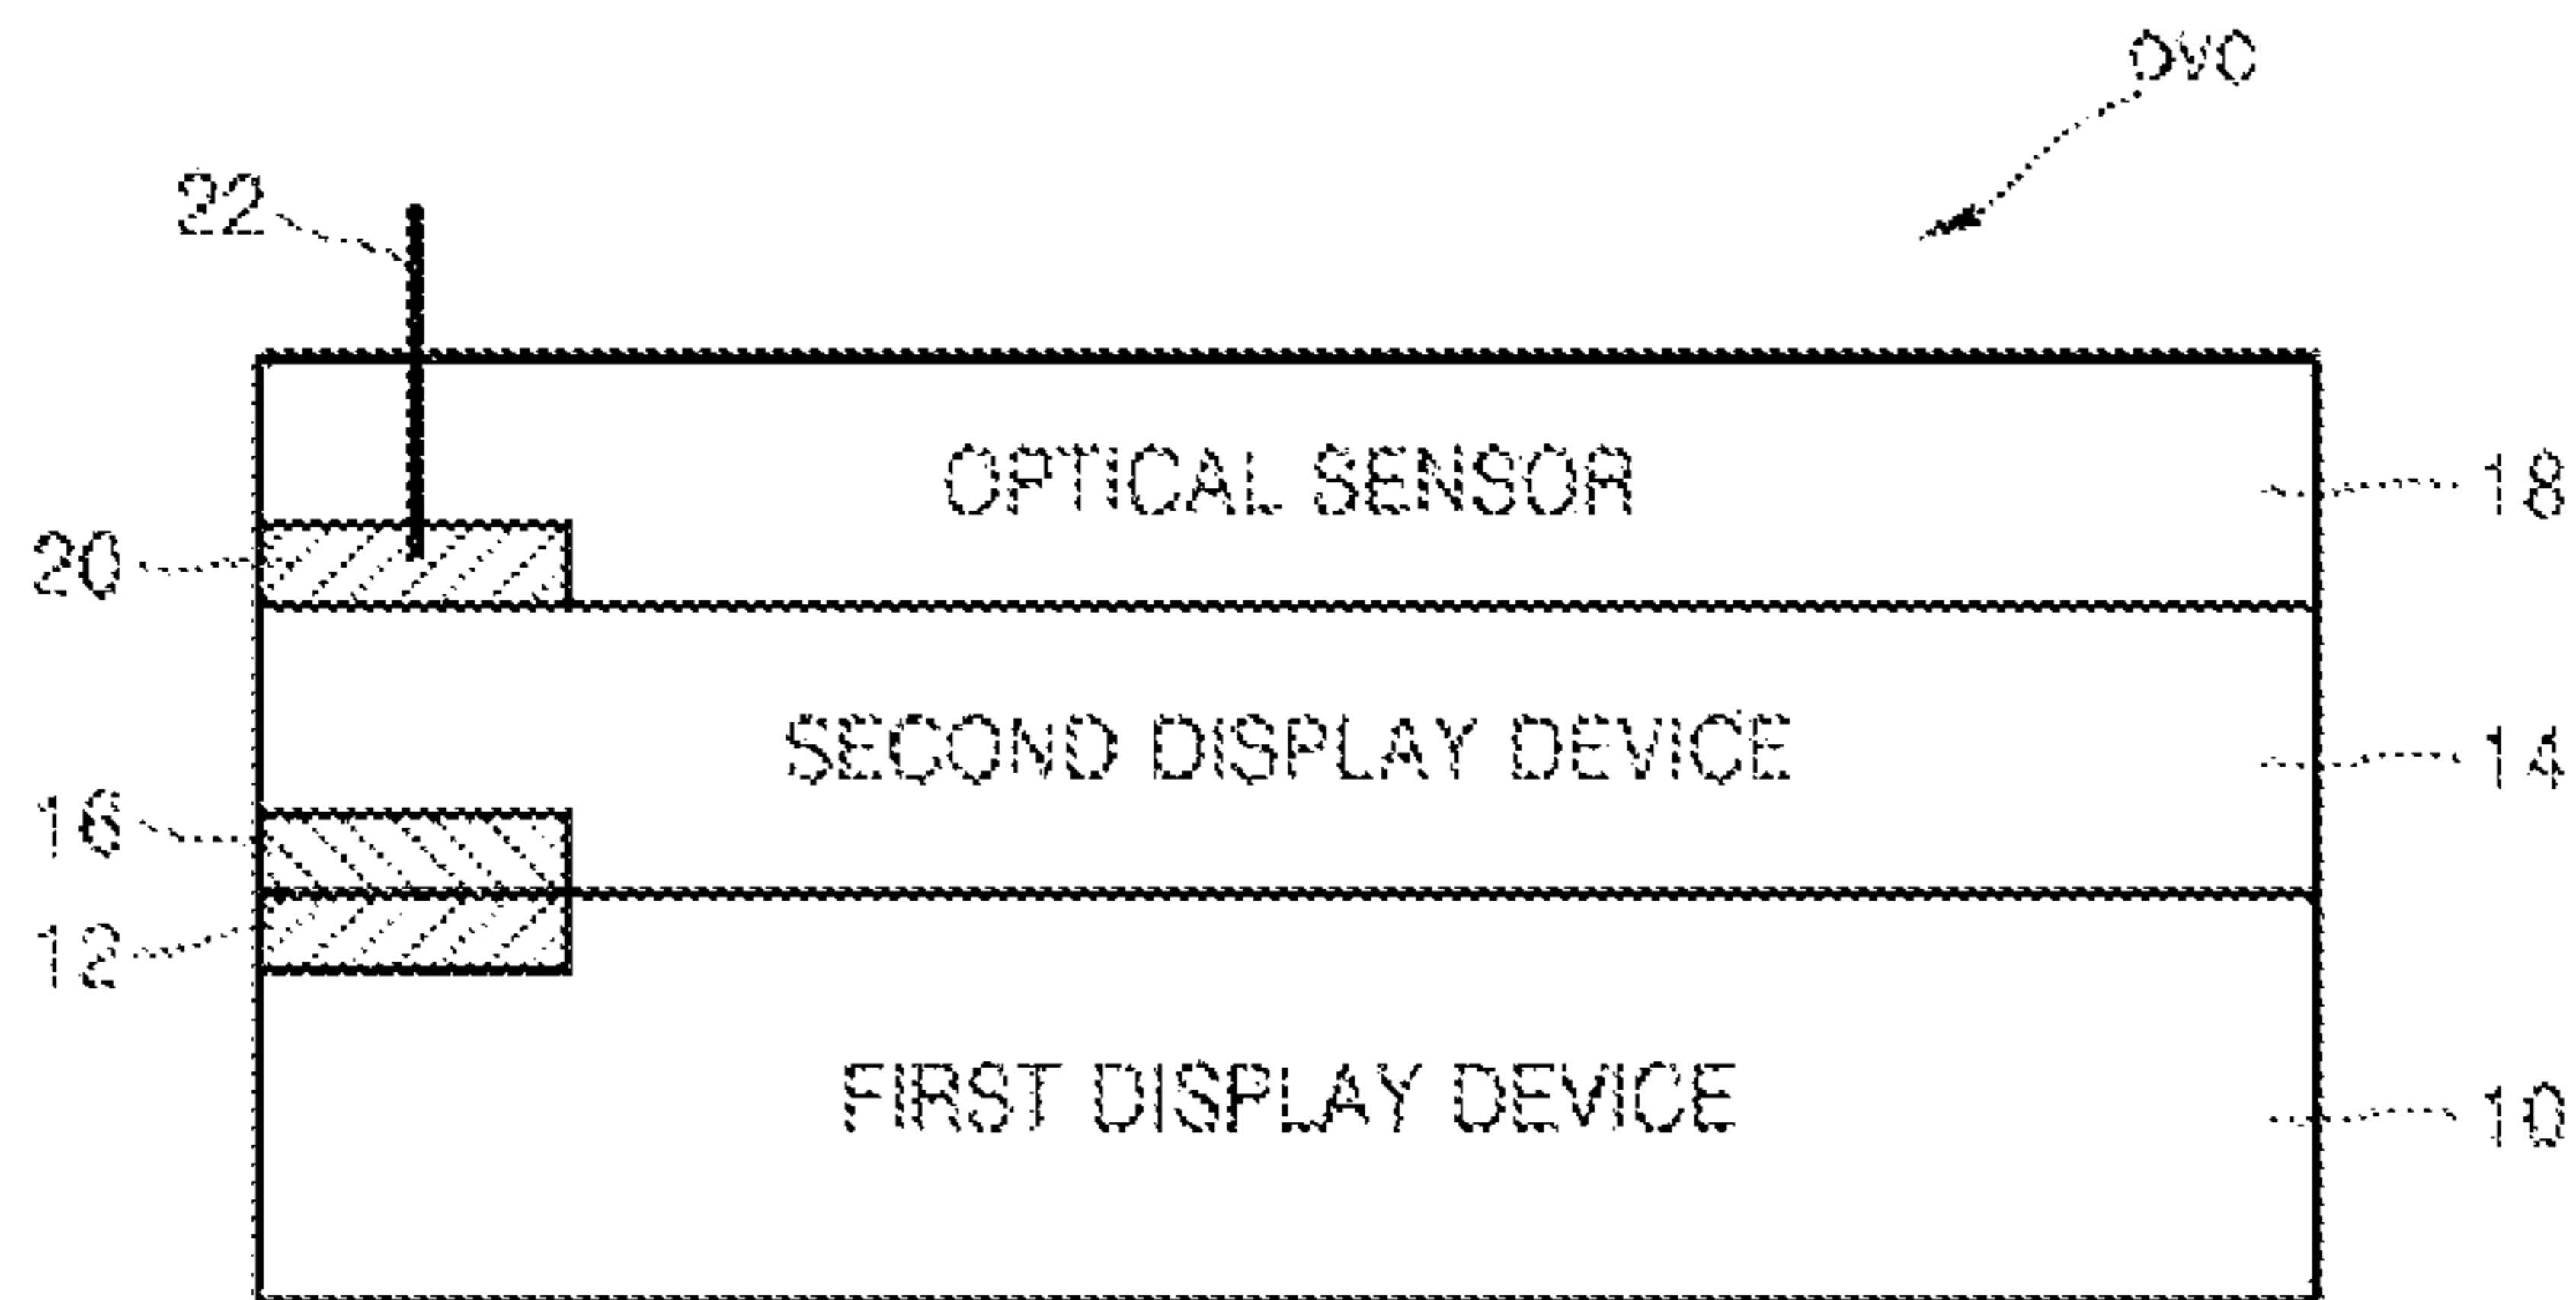 DVC
22
OPTICAL SENSOR
18
20
SECOND DISPLAY DEVICE
14
16
12
FIRST DISPLAY DEVICE
10